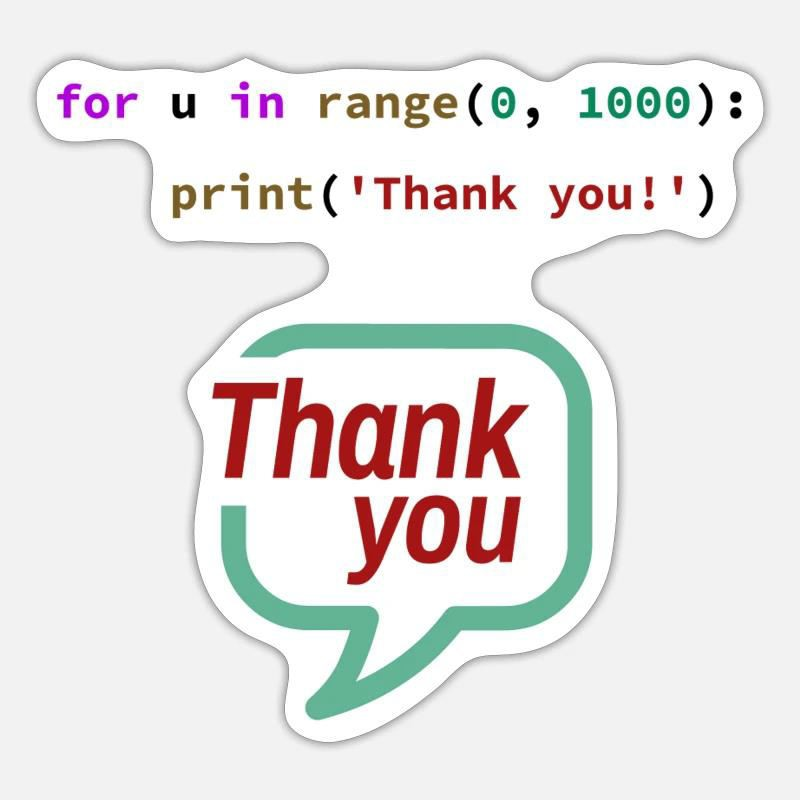 for u in range(0, 1000):
print('Thank you!')
Thank
you